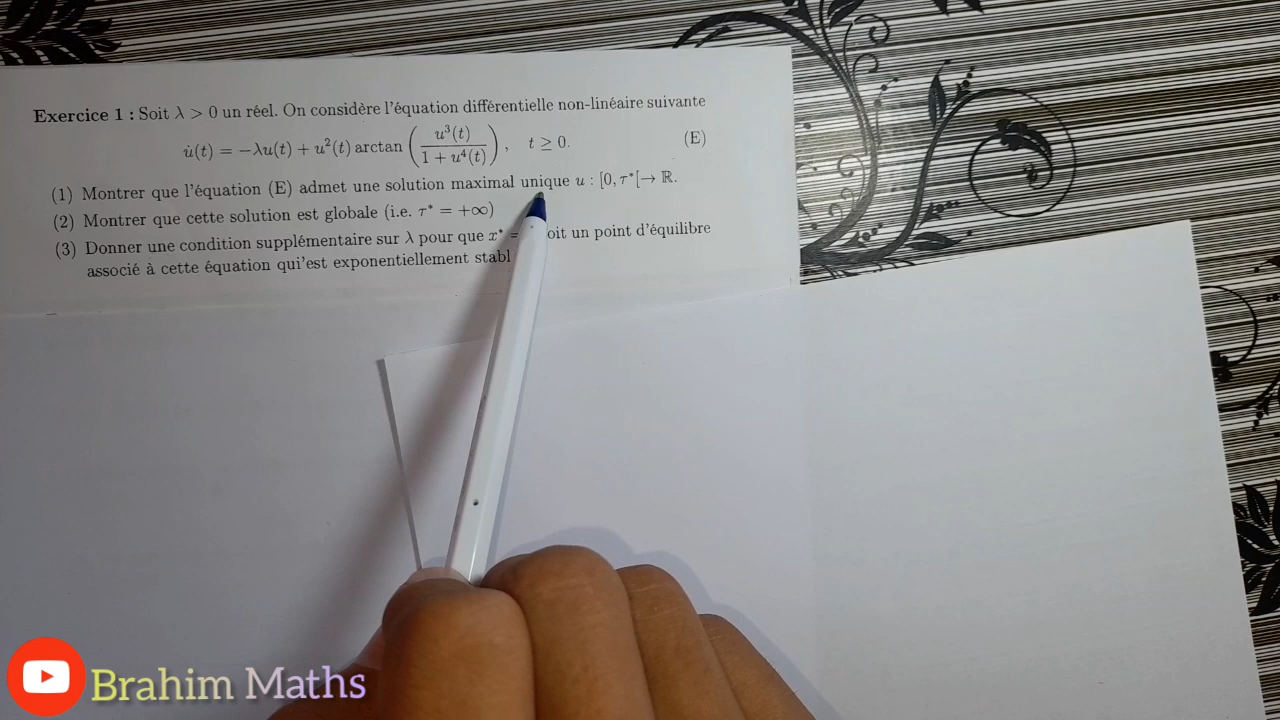 Exercice 1 : Soit λ > 0 un réel. On considère l'équation différentielle non-linéaire suivante
u̇(t) = −λu(t) + u²(t) arctan ( u³(t) / 1 + u⁴(t) ), t ≥ 0. (E)
(1) Montrer que l'équation (E) admet une solution maximal unique u : [0, τ*[→ ℝ.
(2) Montrer que cette solution est globale (i.e. τ* = +∞)
(3) Donner une condition supplémentaire sur λ pour que x* = oit un point d'équilibre
associé à cette équation qui'est exponentiellement stabl
Brahim Maths